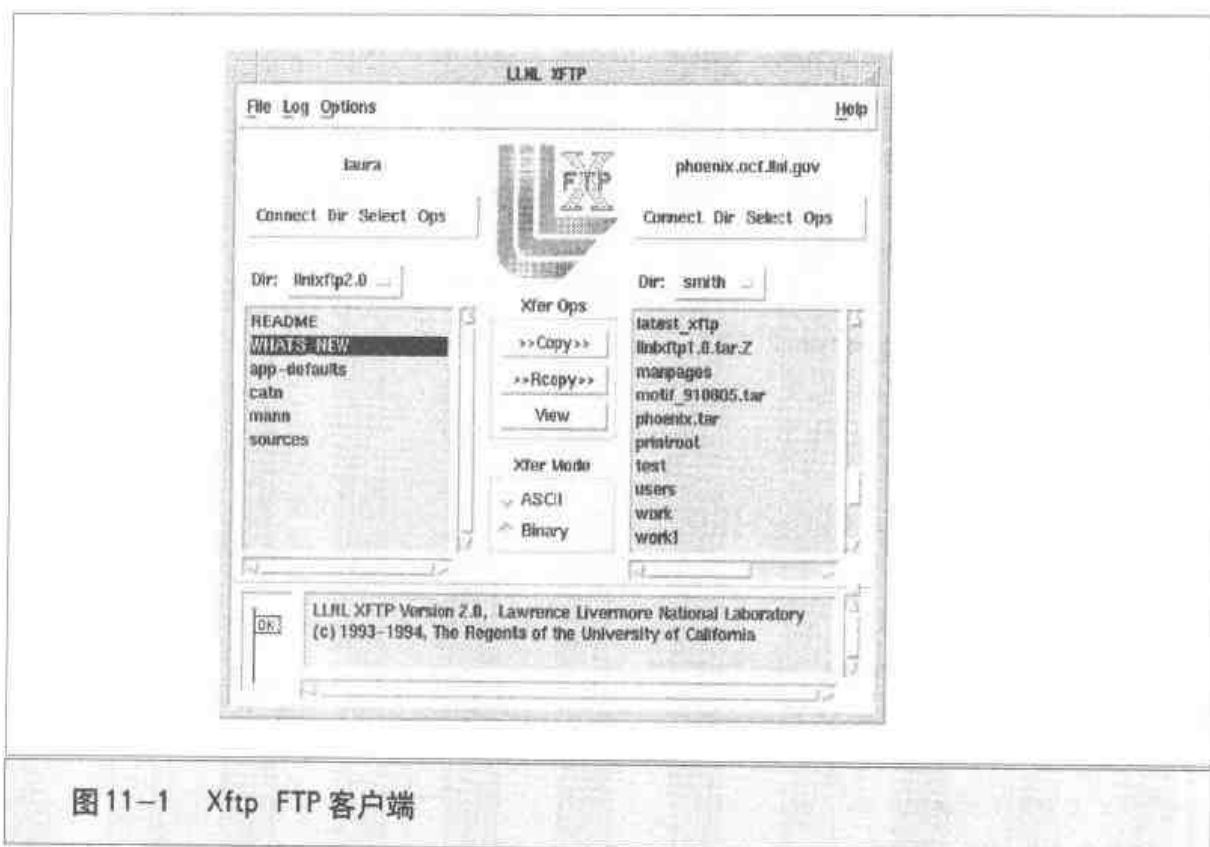 LLNL XFTP
File Log Options Help
laura
Connect Dir Select Ops
Dir: llnlxftp2.0
README
WHATS-NEW
app-defaults
catn
mann
sources
X
FTP
Xfer Ops
>>Copy>>
>>Rcopy>>
View
Xfer Mode
ASCII
Binary
phoenix.ocf.llnl.gov
Connect Dir Select Ops
Dir: smith
latest_xftp
llnlxftp1.0.tar.Z
manpages
motif_910805.tar
phoenix.tar
printroot
test
users
work
work1
OK
LLNL XFTP Version 2.0, Lawrence Livermore National Laboratory
(c) 1993-1994, The Regents of the University of California
图11-1 Xftp FTP客户端